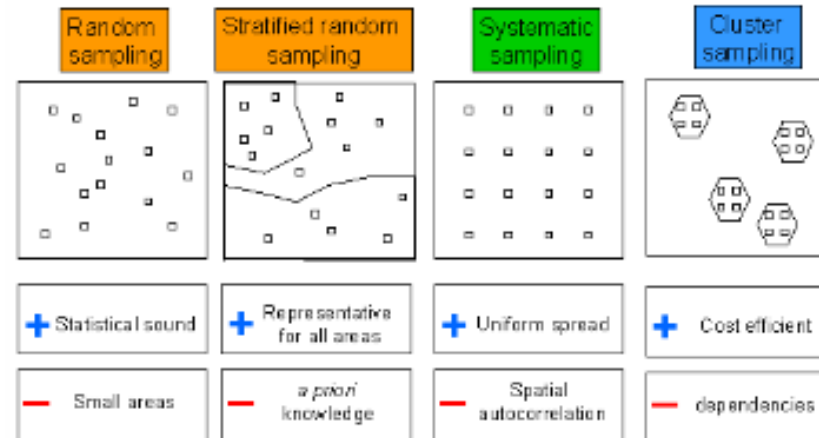 Random
sampling
Stratified random
sampling
Systematic
sampling
Cluster
sampling
Statistical sound
Representative
for all areas
Uniform spread
Cost efficient
Small areas
a priori
knowledge
Spatial
autocorrelation
dependencies